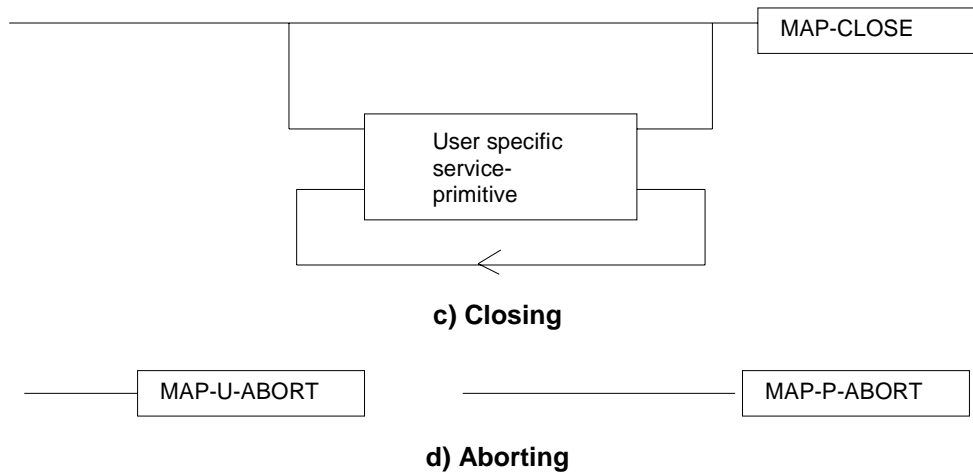 MAP-CLOSE
User specific
service-
primitive
c) Closing
MAP-U-ABORT
MAP-P-ABORT
d) Aborting